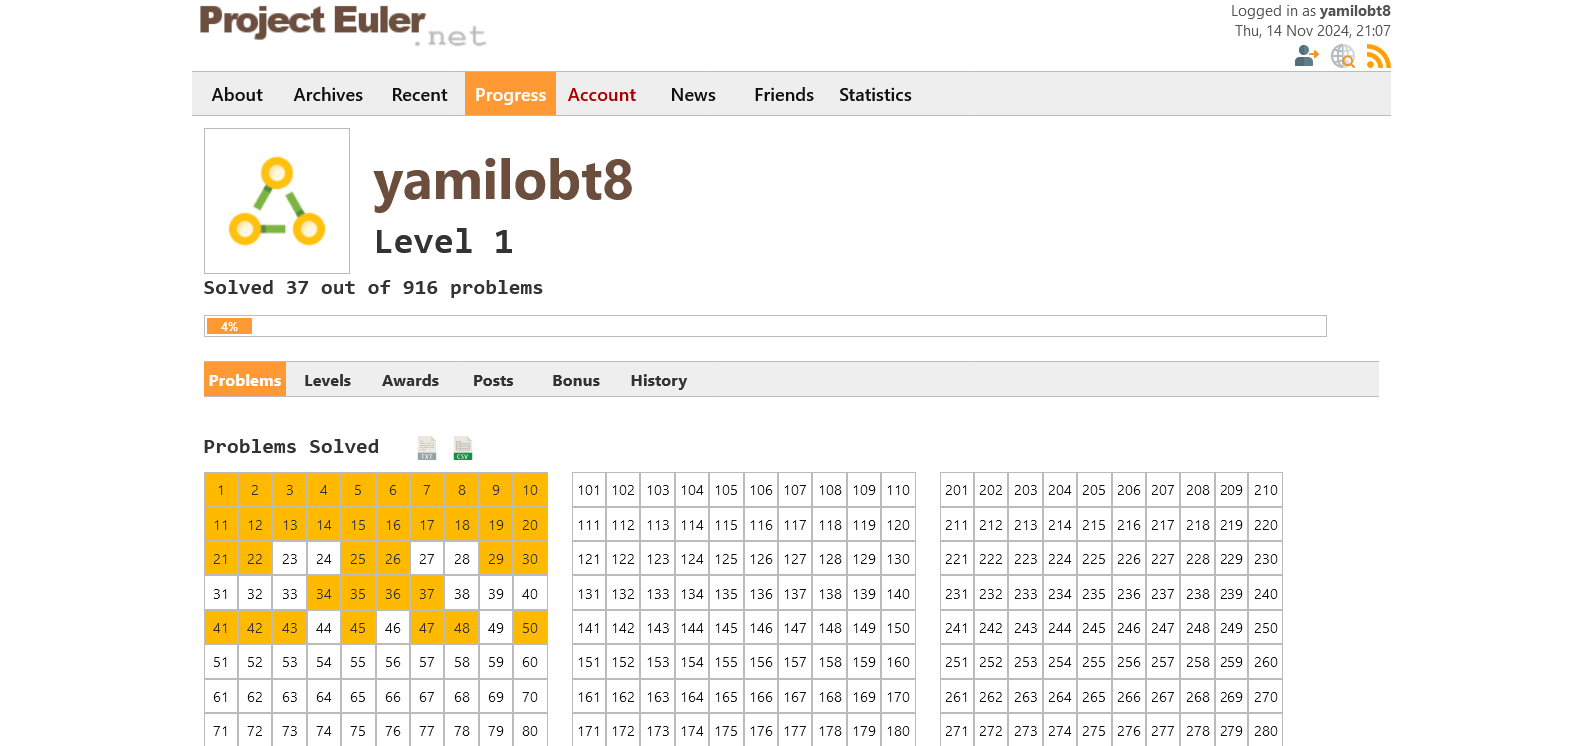 Project Euler
.net
Logged in as yamilobt8
Thu, 14 Nov 2024, 21:07
About Archives Recent Progress Account News Friends Statistics
yamilobt8
Level 1
Solved 37 out of 916 problems
4%
Problems Levels Awards Posts Bonus History
Problems Solved TXT CSV
1 2 3 4 5 6 7 8 9 10 101 102 103 104 105 106 107 108 109 110 201 202 203 204 205 206 207 208 209 210
11 12 13 14 15 16 17 18 19 20 111 112 113 114 115 116 117 118 119 120 211 212 213 214 215 216 217 218 219 220
21 22 23 24 25 26 27 28 29 30 121 122 123 124 125 126 127 128 129 130 221 222 223 224 225 226 227 228 229 230
31 32 33 34 35 36 37 38 39 40 131 132 133 134 135 136 137 138 139 140 231 232 233 234 235 236 237 238 239 240
41 42 43 44 45 46 47 48 49 50 141 142 143 144 145 146 147 148 149 150 241 242 243 244 245 246 247 248 249 250
51 52 53 54 55 56 57 58 59 60 151 152 153 154 155 156 157 158 159 160 251 252 253 254 255 256 257 258 259 260
61 62 63 64 65 66 67 68 69 70 161 162 163 164 165 166 167 168 169 170 261 262 263 264 265 266 267 268 269 270
71 72 73 74 75 76 77 78 79 80 171 172 173 174 175 176 177 178 179 180 271 272 273 274 275 276 277 278 279 280